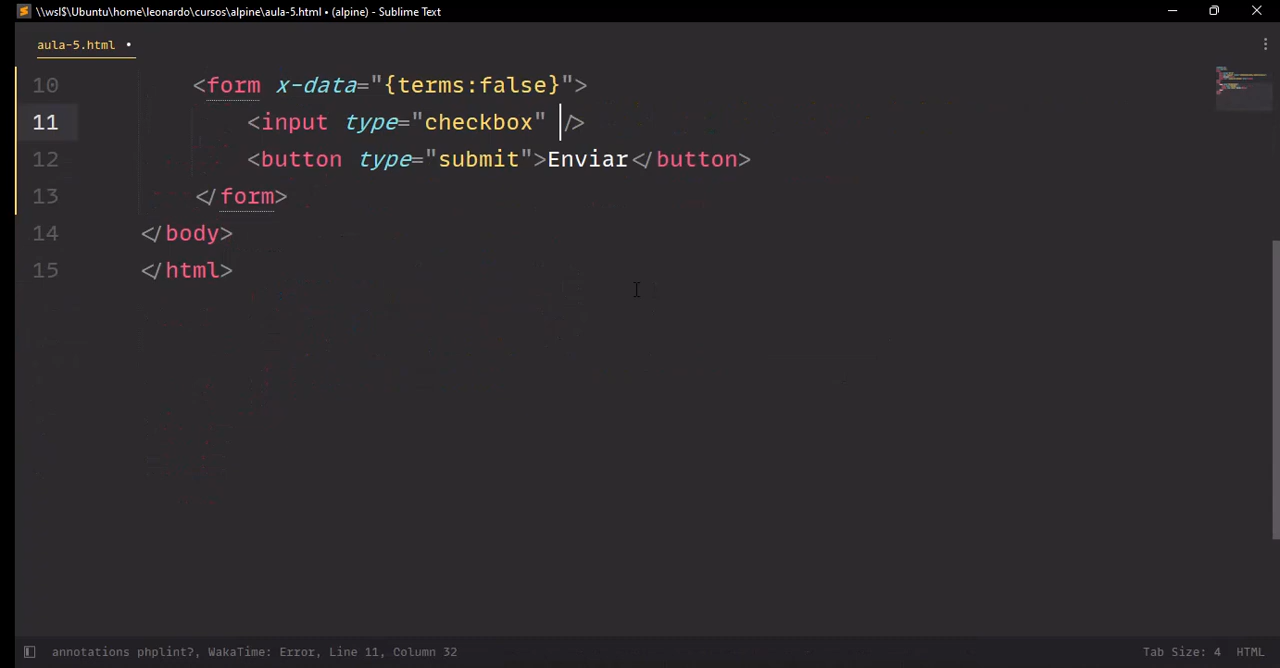 \\wsl$\Ubuntu\home\leonardo\cursos\alpine\aula-5.html • (alpine) - Sublime Text
aula-5.html •
10 <form x-data="{terms:false}">
11 <input type="checkbox" />
12 <button type="submit">Enviar</button>
13 </form>
14 </body>
15 </html>
annotations phplint?, WakaTime: Error, Line 11, Column 32
Tab Size: 4 HTML